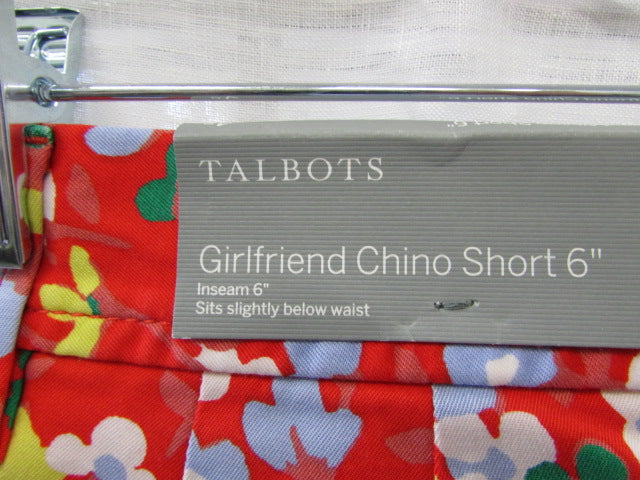 TALBOTS
Girlfriend Chino Short 6"
Inseam 6"
Sits slightly below waist